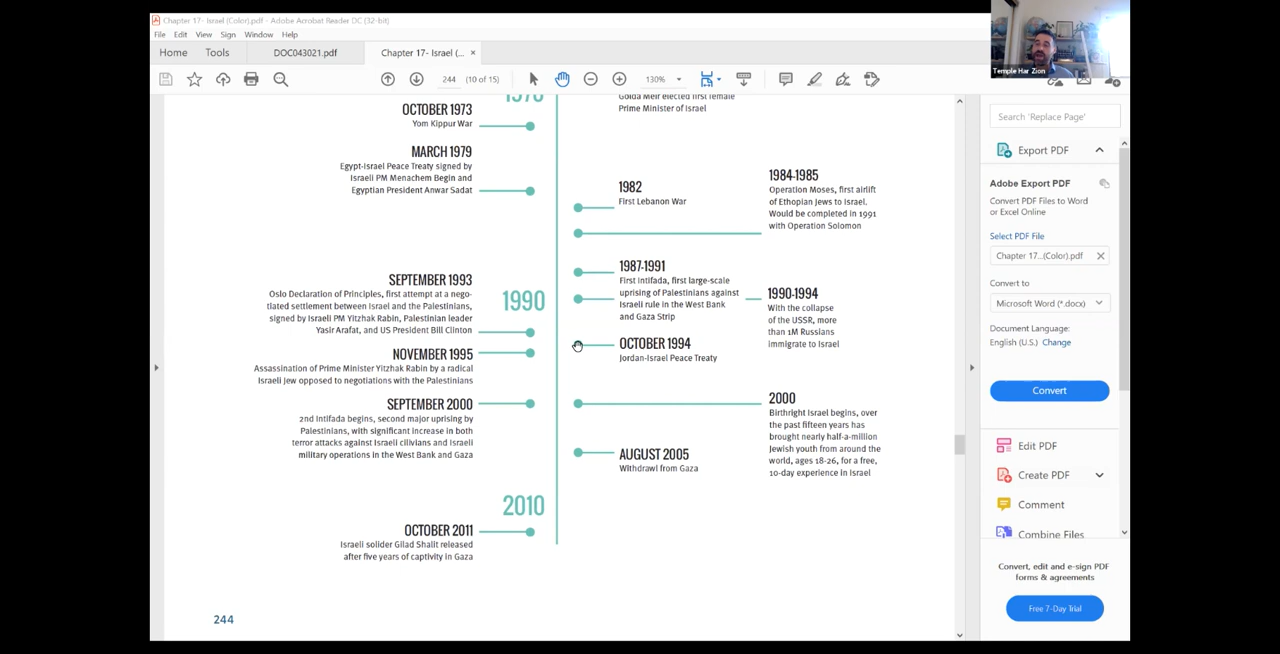 Chapter 17- Israel (Color).pdf - Adobe Acrobat Reader DC (32-bit)
File Edit View Sign Window Help
Home Tools DOC043021.pdf Chapter 17- Israel (... ×
244 (10 of 15) 130%
Temple Har Zion
1970
Golda Meir elected first female
Prime Minister of Israel
OCTOBER 1973
Yom Kippur War
MARCH 1979
Egypt-Israel Peace Treaty signed by
Israeli PM Menachem Begin and
Egyptian President Anwar Sadat
1982
First Lebanon War
1984-1985
Operation Moses, first airlift
of Ethopian Jews to Israel.
Would be completed in 1991
with Operation Solomon
1987-1991
First Intifada, first large-scale
uprising of Palestinians against
Israeli rule in the West Bank
and Gaza Strip
SEPTEMBER 1993
Oslo Declaration of Principles, first attempt at a nego-
tiated settlement between Israel and the Palestinians,
signed by Israeli PM Yitzhak Rabin, Palestinian leader
Yasir Arafat, and US President Bill Clinton
1990
1990-1994
With the collapse
of the USSR, more
than 1M Russians
immigrate to Israel
OCTOBER 1994
Jordan-Israel Peace Treaty
NOVEMBER 1995
Assassination of Prime Minister Yitzhak Rabin by a radical
Israeli Jew opposed to negotiations with the Palestinians
SEPTEMBER 2000
2nd Intifada begins, second major uprising by
Palestinians, with significant increase in both
terror attacks against Israeli cilivians and Israeli
military operations in the West Bank and Gaza
2000
Birthright Israel begins, over
the past fifteen years has
brought nearly half-a-million
Jewish youth from around the
world, ages 18-26, for a free,
10-day experience in Israel
AUGUST 2005
Withdrawl from Gaza
2010
OCTOBER 2011
Israeli solider Gilad Shalit released
after five years of captivity in Gaza
244
Search 'Replace Page'
Export PDF
Adobe Export PDF
Convert PDF Files to Word
or Excel Online
Select PDF File
Chapter 17...(Color).pdf
Convert to
Microsoft Word (*.docx)
Document Language:
English (U.S.) Change
Convert
Edit PDF
Create PDF
Comment
Combine Files
Convert, edit and e-sign PDF
forms & agreements
Free 7-Day Trial